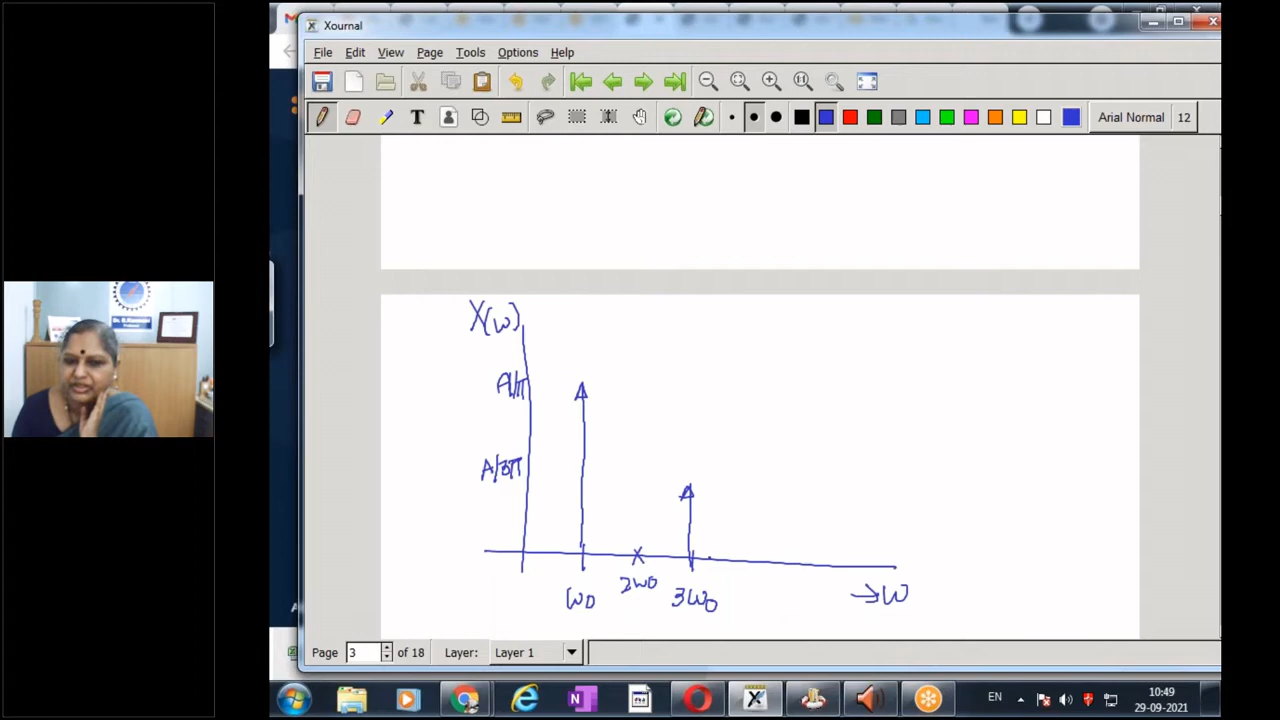 Xournal
File Edit View Page Tools Options Help
Arial Normal 12
X(ω)
A/π
A/3π
ω0 2ω0 3ω0 →ω
Page 3 of 18 Layer: Layer 1
EN 10:49
29-09-2021